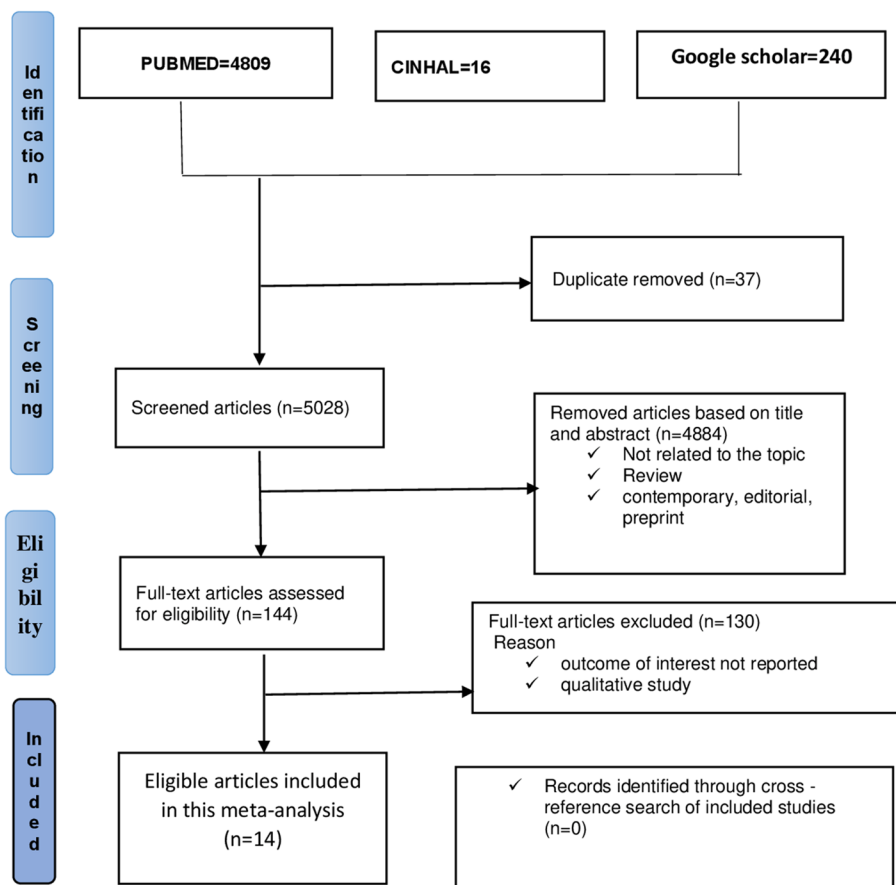 Id
en
tifi
ca
tio
n
PUBMED=4809
CINHAL=16
Google scholar=240
Duplicate removed (n=37)
S
cr
ee
ni
ng
Screened articles (n=5028)
Removed articles based on title
and abstract (n=4884)
✓ Not related to the topic
✓ Review
✓ contemporary, editorial,
preprint
Eli
gi
bil
ity
Full-text articles assessed
for eligibility (n=144)
Full-text articles excluded (n=130)
Reason
✓ outcome of interest not reported
✓ qualitative study
In
cl
u
d
e
d
Eligible articles included
in this meta-analysis
(n=14)
✓ Records identified through cross -
reference search of included studies
(n=0)